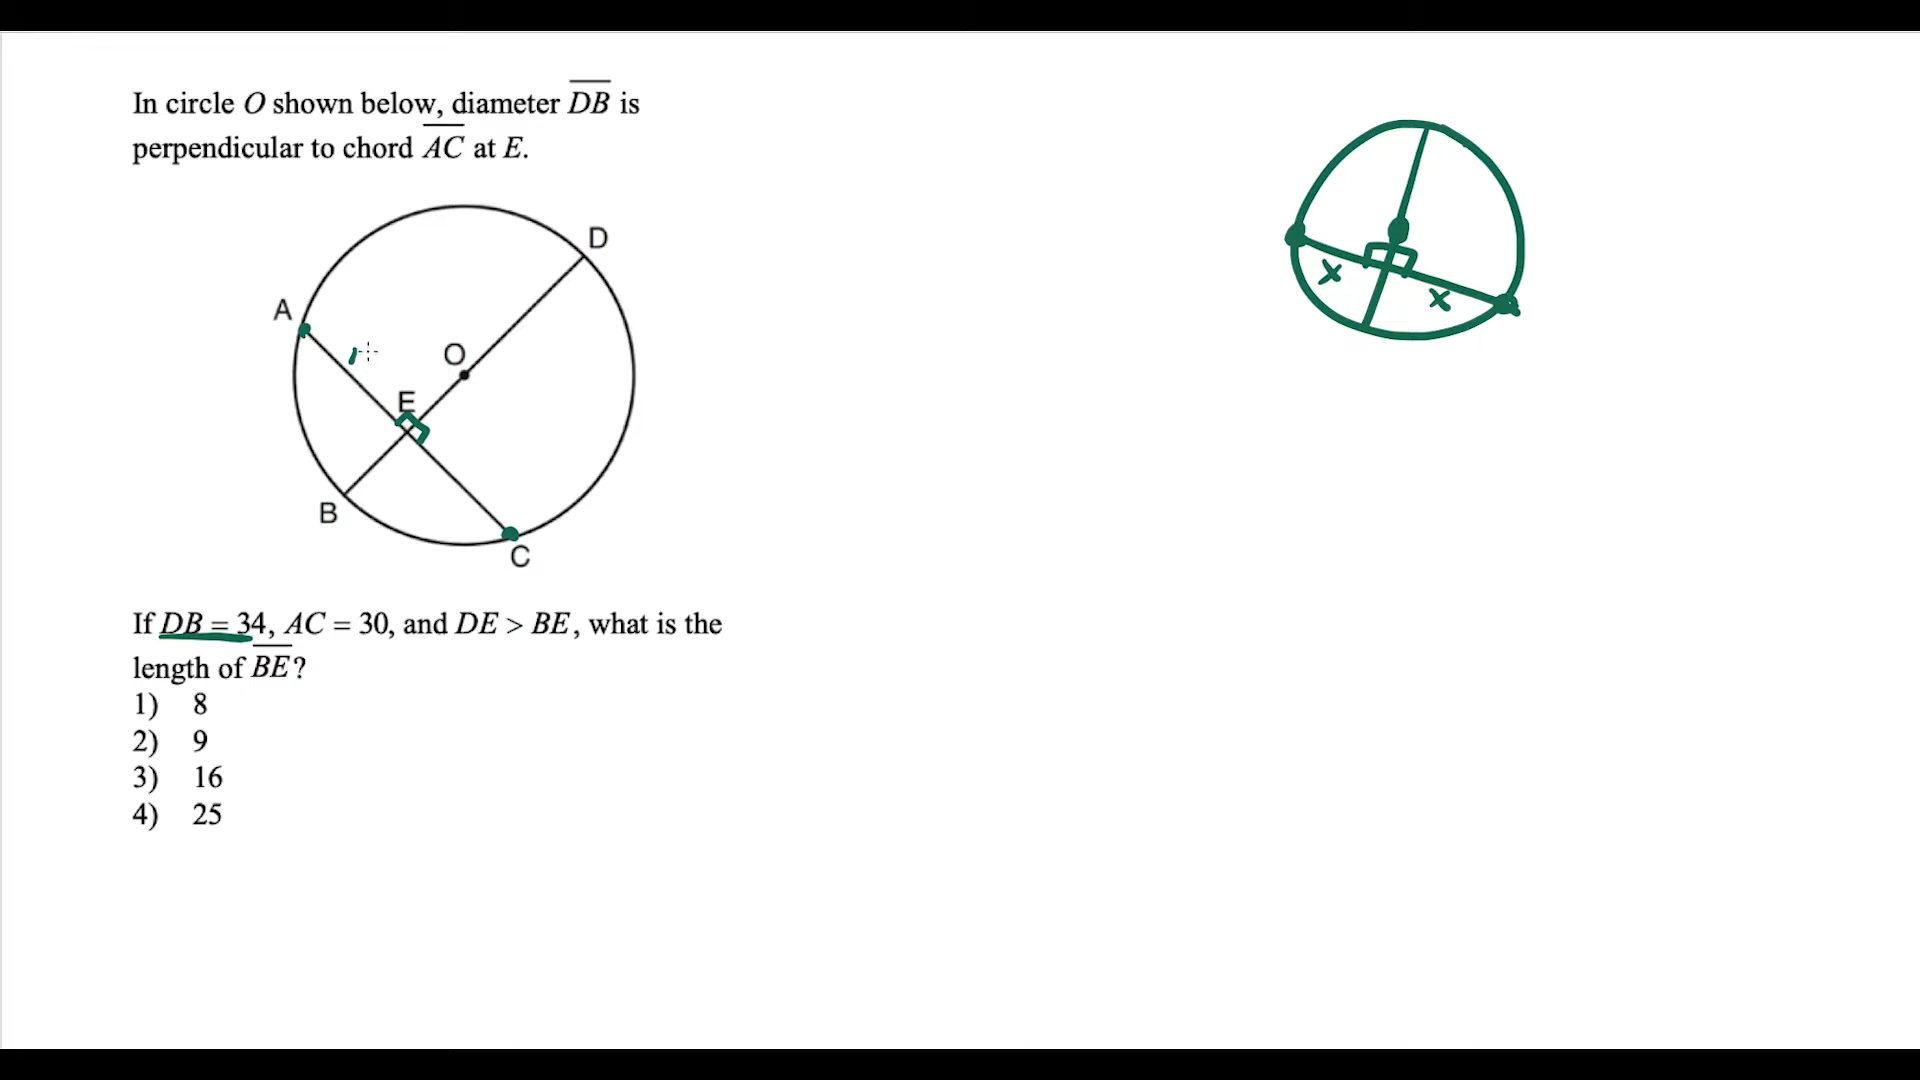 In circle O shown below, diameter DB is
perpendicular to chord AC at E.
D
A
O
E
B
C
x
x
If DB = 34, AC = 30, and DE > BE, what is the
length of BE?
1) 8
2) 9
3) 16
4) 25